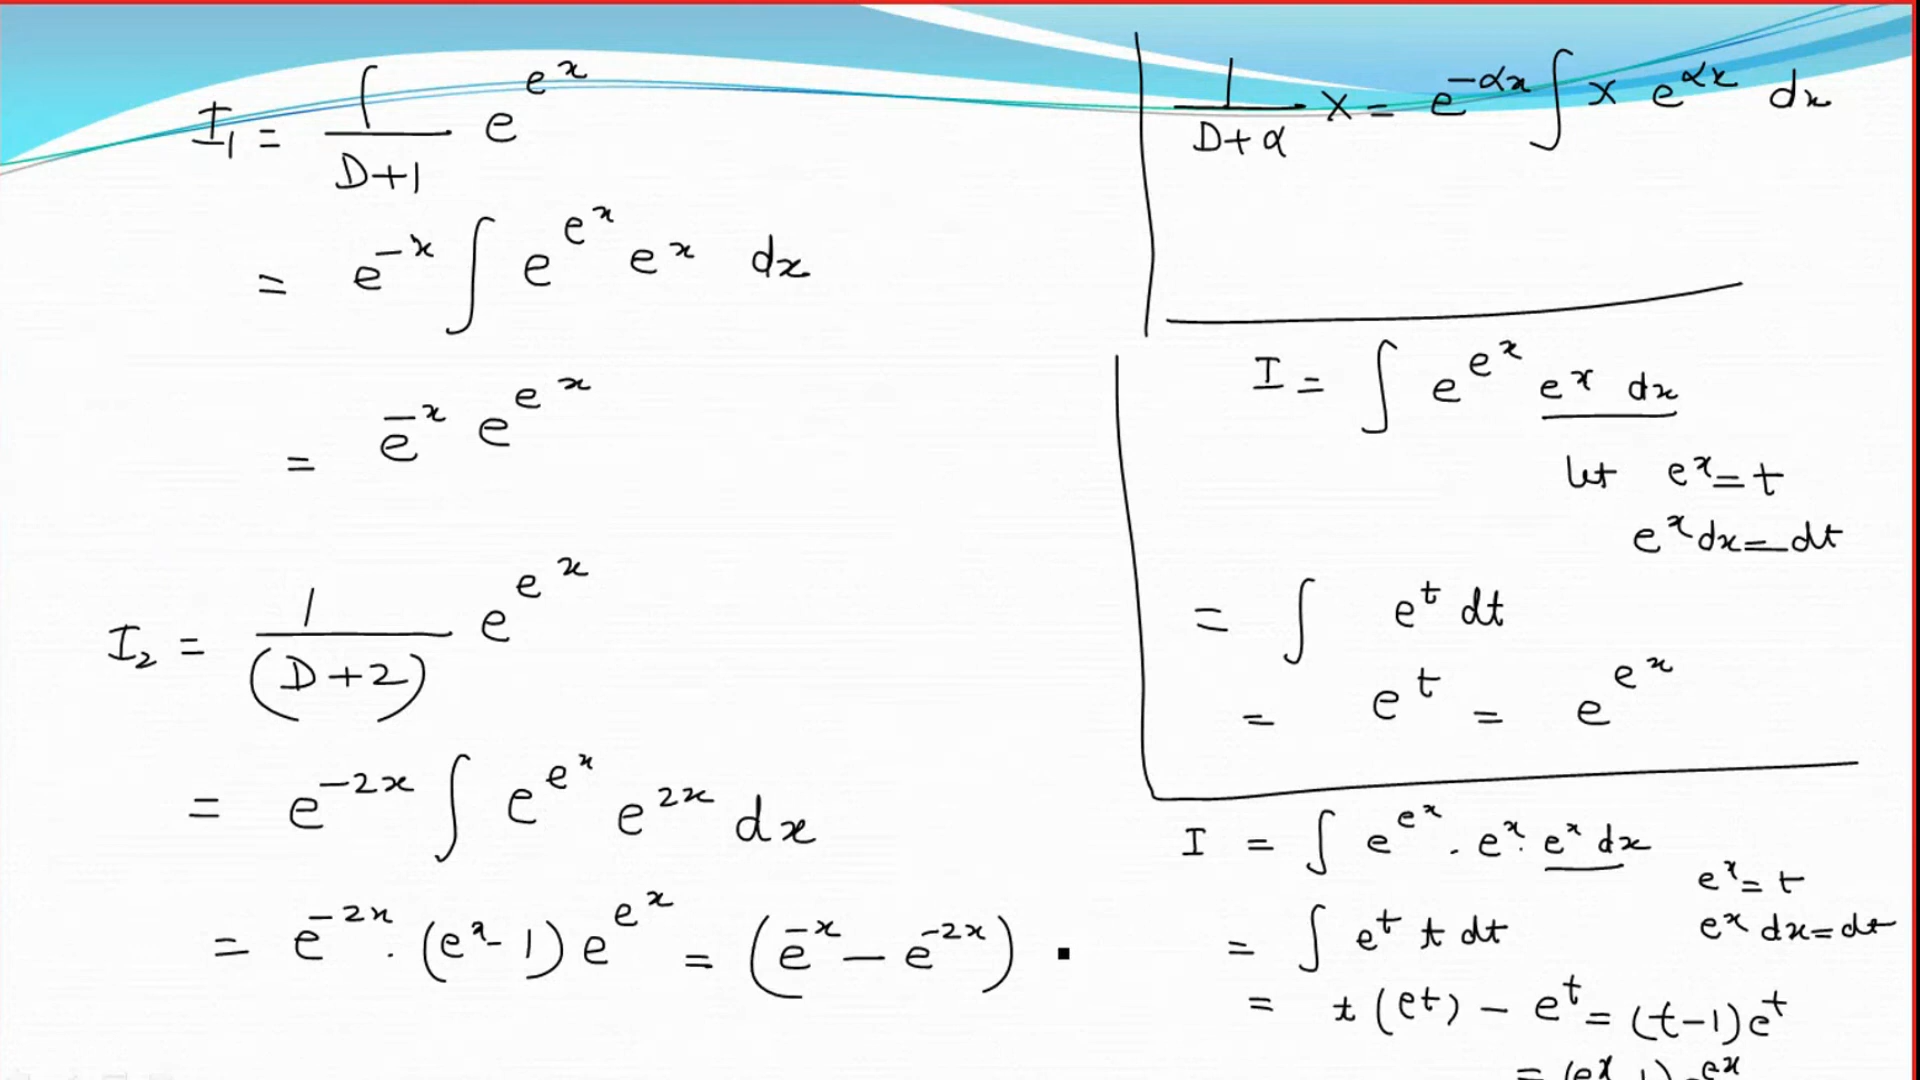 I₁ = 1/(D+1) e^(e^x)
= e^(-x) ∫ e^(e^x) e^x dx
= e^(-x) e^(e^x)
I₂ = 1/(D+2) e^(e^x)
= e^(-2x) ∫ e^(e^x) e^(2x) dx
= e^(-2x) . (e^x - 1) e^(e^x) = (e^(-x) - e^(-2x)) .
1/(D+α) X = e^(-αx) ∫ X e^(αx) dx
I = ∫ e^(e^x) e^x dx
let e^x = t
e^x dx = dt
= ∫ e^t dt
= e^t = e^(e^x)
I = ∫ e^(e^x) . e^x . e^x dx
e^x = t
e^x dx = dt
= ∫ e^t t dt
= t (et) - e^t = (t-1) e^t